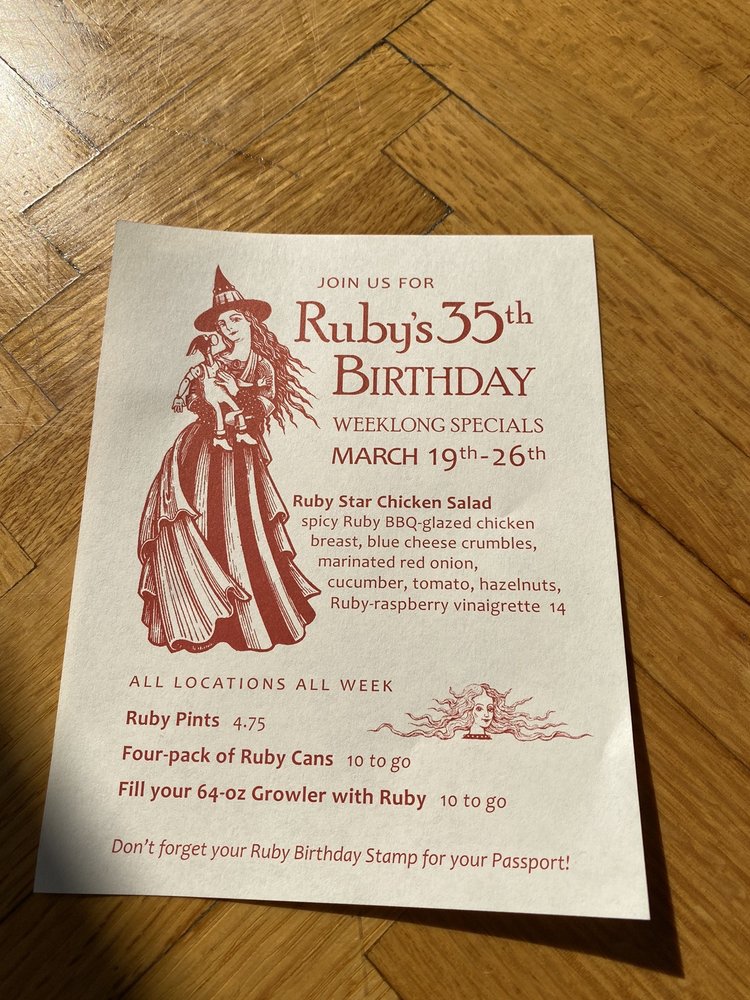 JOIN US FOR
Ruby's 35th
BIRTHDAY
WEEKLONG SPECIALS
MARCH 19th-26th
Ruby Star Chicken Salad
spicy Ruby BBQ-glazed chicken
breast, blue cheese crumbles,
marinated red onion,
cucumber, tomato, hazelnuts,
Ruby-raspberry vinaigrette 14
ALL LOCATIONS ALL WEEK
Ruby Pints 4.75
Four-pack of Ruby Cans 10 to go
Fill your 64-oz Growler with Ruby 10 to go
Don't forget your Ruby Birthday Stamp for your Passport!